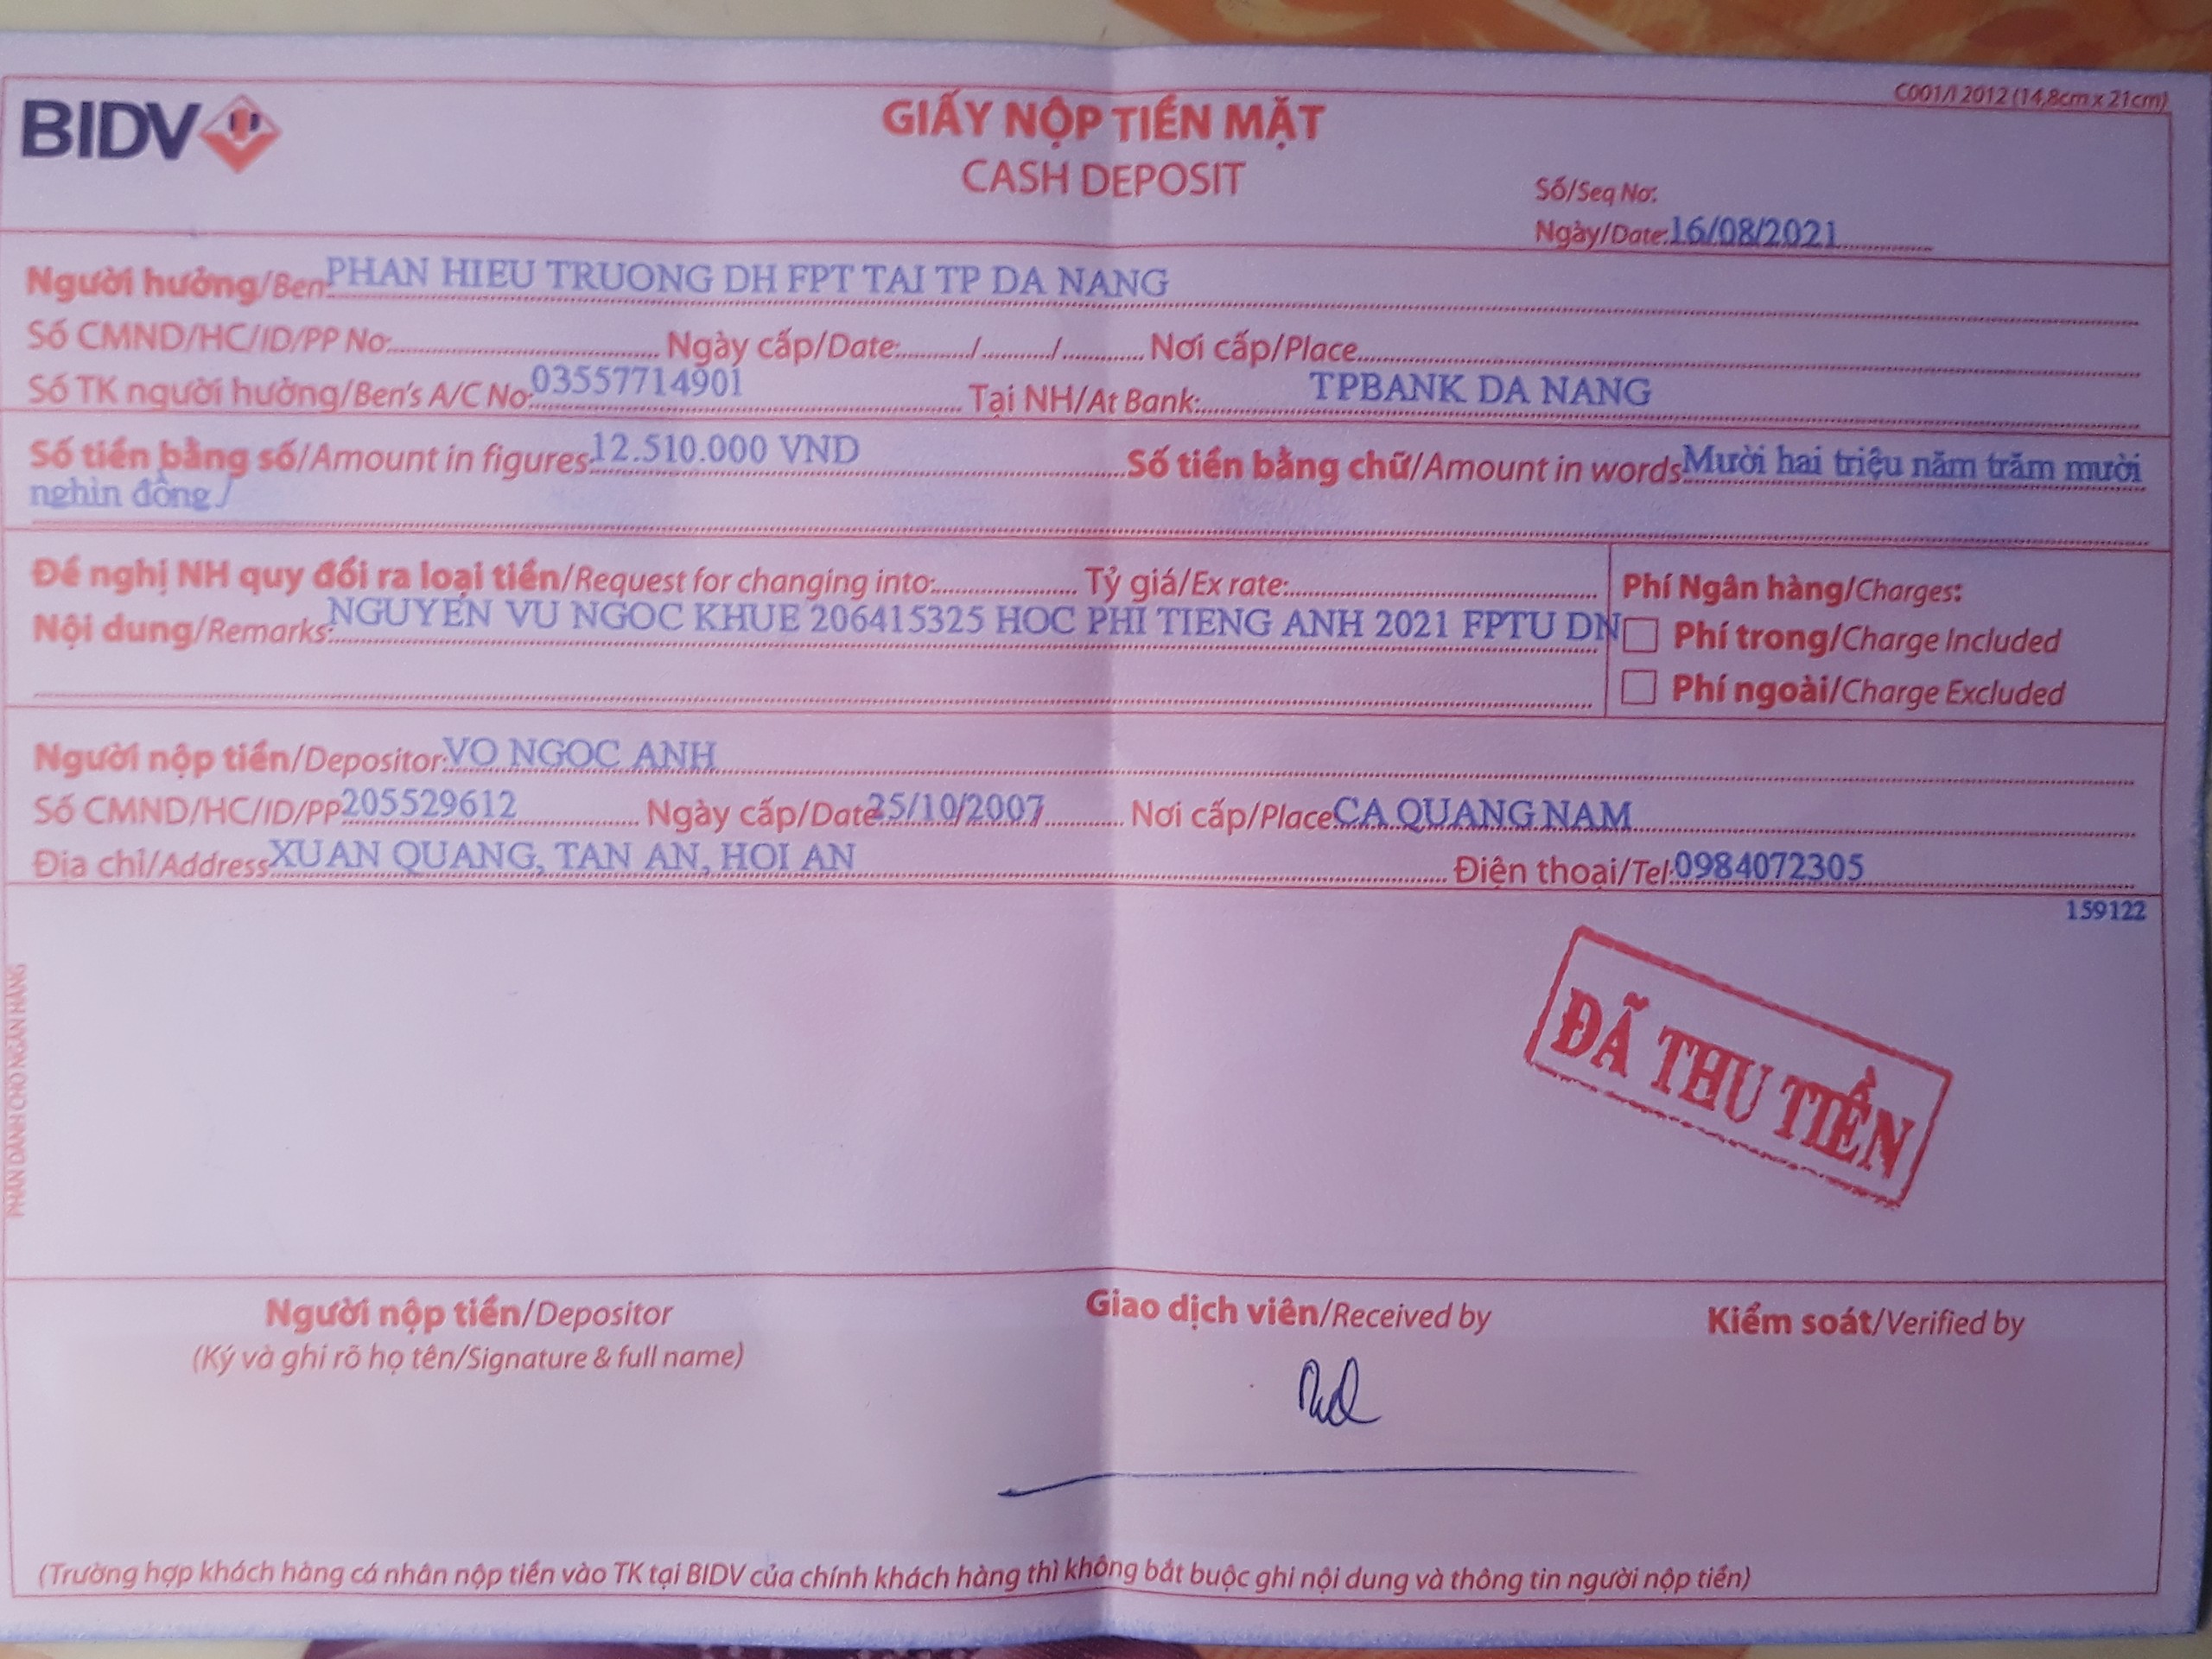 C001/I 2012 (14,8cm x 21cm)
BIDV
GIẤY NỘP TIỀN MẶT
CASH DEPOSIT
Số/Seq No:
Ngày/Date: 16/08/2021
Người hưởng/Ben: PHAN HIEU TRUONG DH FPT TAI TP DA NANG
Số CMND/HC/ID/PP No: Ngày cấp/Date: / / Nơi cấp/Place
Số TK người hưởng/Ben's A/C No: 03557714901 Tại NH/At Bank: TPBANK DA NANG
Số tiền bằng số/Amount in figures: 12.510.000 VND Số tiền bằng chữ/Amount in words: Mười hai triệu năm trăm mười
nghìn đồng /
Đề nghị NH quy đổi ra loại tiền/Request for changing into: Tỷ giá/Ex rate: Phí Ngân hàng/Charges:
Nội dung/Remarks: NGUYEN VU NGOC KHUE 206415325 HOC PHI TIENG ANH 2021 FPTU DN Phí trong/Charge Included
Phí ngoài/Charge Excluded
Người nộp tiền/Depositor: VO NGOC ANH
Số CMND/HC/ID/PP 205529612 Ngày cấp/Date 25/10/2007 Nơi cấp/Place CA QUANG NAM
Địa chỉ/Address XUAN QUANG, TAN AN, HOI AN Điện thoại/Tel: 0984072305
159122
PHẦN DÀNH CHO NGÂN HÀNG
ĐÃ THU TIỀN
Người nộp tiền/Depositor Giao dịch viên/Received by Kiểm soát/Verified by
(Ký và ghi rõ họ tên/Signature & full name)
(Trường hợp khách hàng cá nhân nộp tiền vào TK tại BIDV của chính khách hàng thì không bắt buộc ghi nội dung và thông tin người nộp tiền)